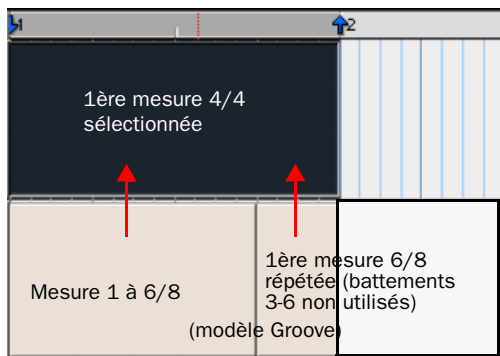 1
2
1ère mesure 4/4
sélectionnée
Mesure 1 à 6/8
1ère mesure 6/8
répétée (battements
3-6 non utilisés)
(modèle Groove)